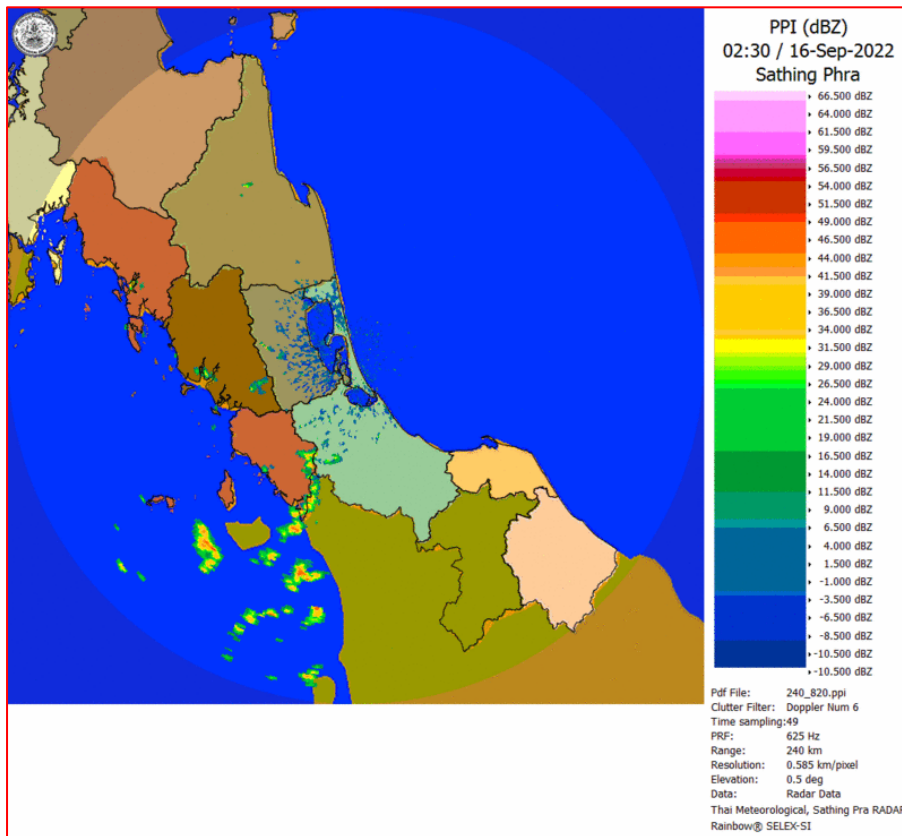 PPI (dBZ)
02:30 / 16-Sep-2022
Sathing Phra
66.500 dBZ
64.000 dBZ
61.500 dBZ
59.500 dBZ
56.500 dBZ
54.000 dBZ
51.500 dBZ
49.000 dBZ
46.500 dBZ
44.000 dBZ
41.500 dBZ
39.000 dBZ
36.500 dBZ
34.000 dBZ
31.500 dBZ
29.000 dBZ
26.500 dBZ
24.000 dBZ
21.500 dBZ
19.000 dBZ
16.500 dBZ
14.000 dBZ
11.500 dBZ
9.000 dBZ
6.500 dBZ
4.000 dBZ
1.500 dBZ
-1.000 dBZ
-3.500 dBZ
-6.500 dBZ
-8.500 dBZ
-10.500 dBZ
-10.500 dBZ
Pdf File: 240_820.ppi
Clutter Filter: Doppler Num 6
Time sampling:49
PRF: 625 Hz
Range: 240 km
Resolution: 0.585 km/pixel
Elevation: 0.5 deg
Data: Radar Data
Thai Meteorological, Sathing Pra RADAR
Rainbow® SELEX-SI